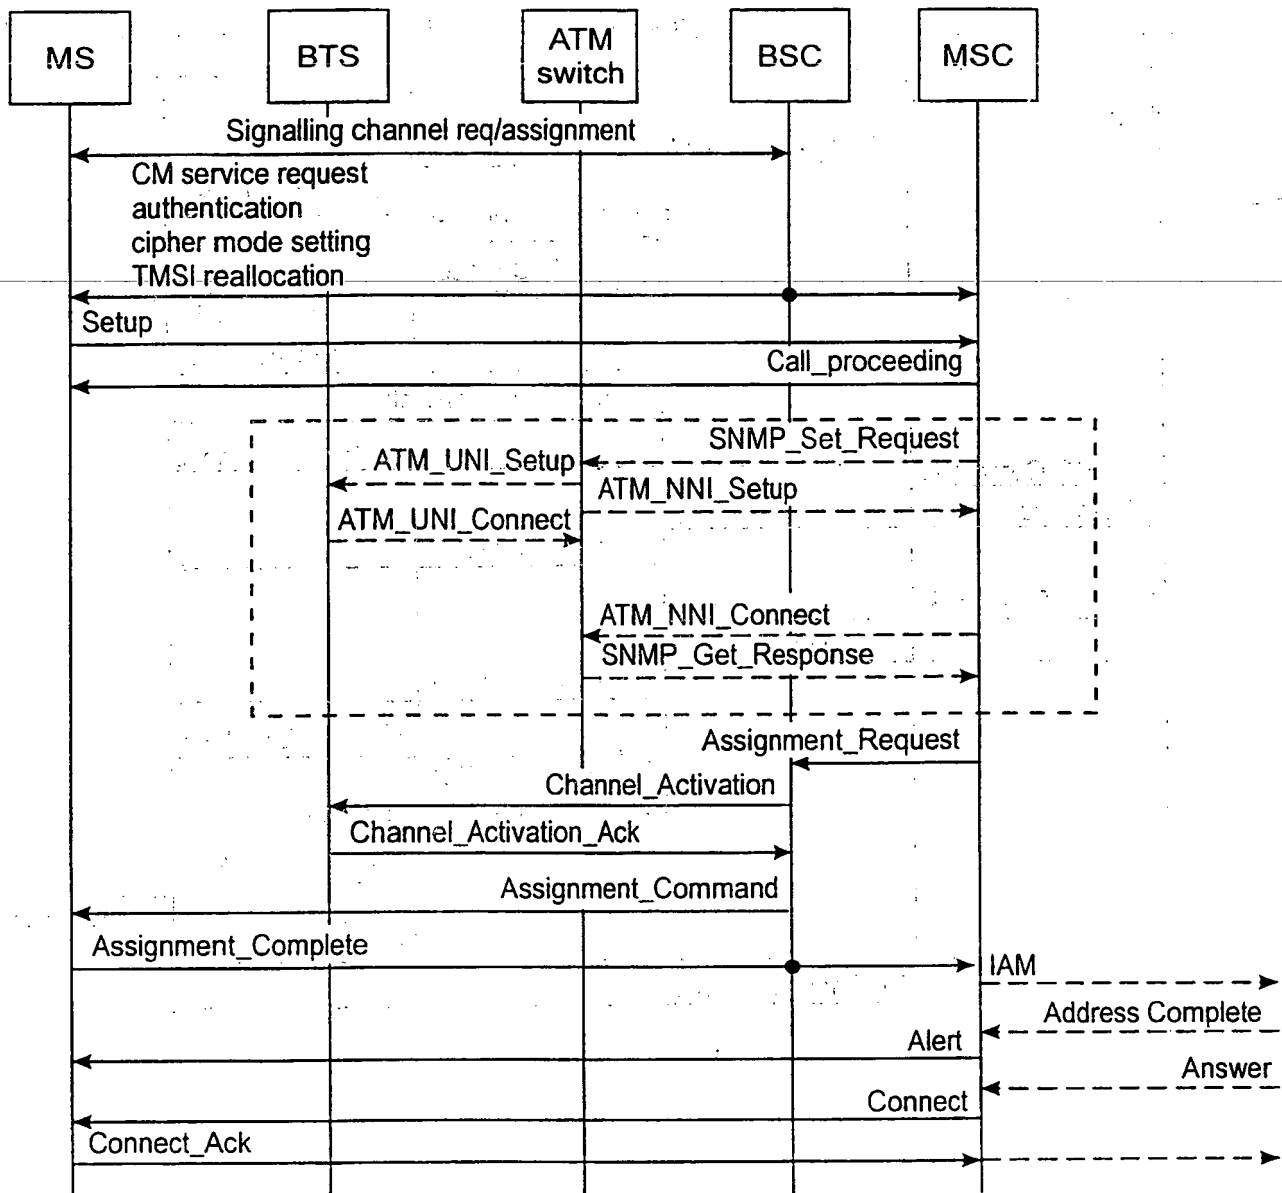 MS
BTS
ATM
switch
BSC
MSC
Signalling channel req/assignment
CM service request
authentication
cipher mode setting
TMSI reallocation
Setup
Call_proceeding
SNMP_Set_Request
ATM_UNI_Setup
ATM_NNI_Setup
ATM_UNI_Connect
ATM_NNI_Connect
SNMP_Get_Response
Assignment_Request
Channel_Activation
Channel_Activation_Ack
Assignment_Command
Assignment_Complete
IAM
Address Complete
Alert
Answer
Connect
Connect_Ack